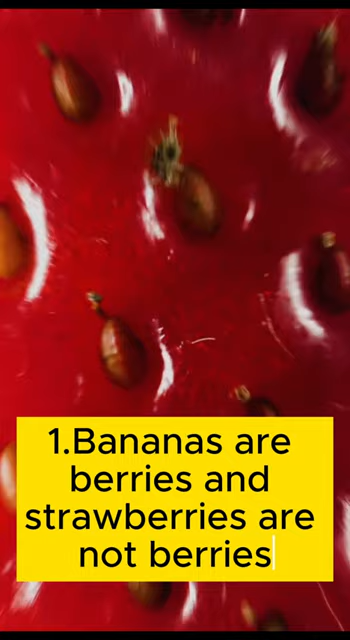 1.Bananas are
berries and
strawberries are
not berries